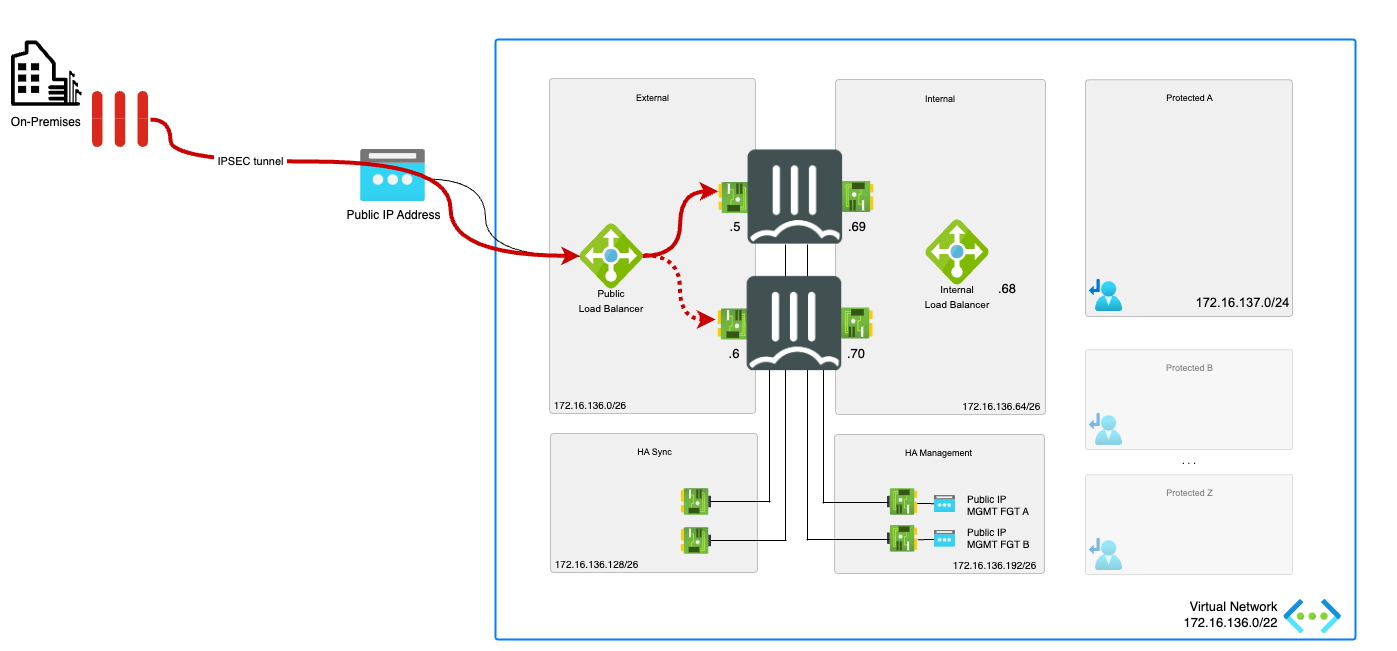 On-Premises
IPSEC tunnel
Public IP Address
External
Public
Load Balancer
.5
.6
172.16.136.0/26
Internal
.69
.70
Internal
Load Balancer
.68
172.16.136.64/26
HA Sync
172.16.136.128/26
HA Management
Public IP
MGMT FGT A
Public IP
MGMT FGT B
172.16.136.192/26
Protected A
172.16.137.0/24
Protected B
...
Protected Z
Virtual Network
172.16.136.0/22